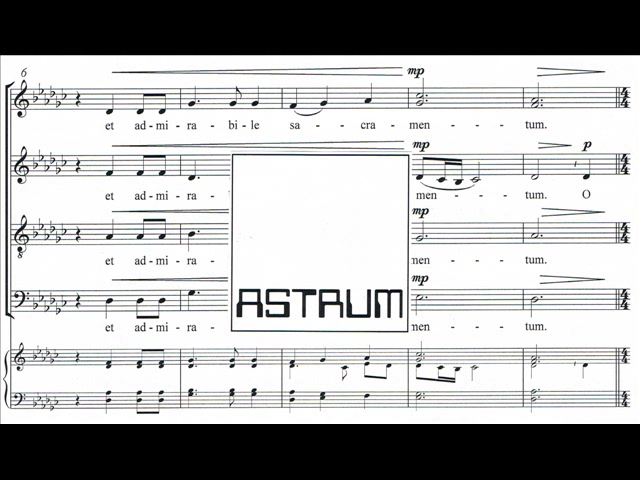 6
mp
et ad-mi-ra-bi-le sa-cra-men-tum.
mp p
et ad-mi-ra- men-tum. O
mp
et ad-mi-ra- men-tum.
ASTRUM
mp
et ad-mi-ra- men-tum.